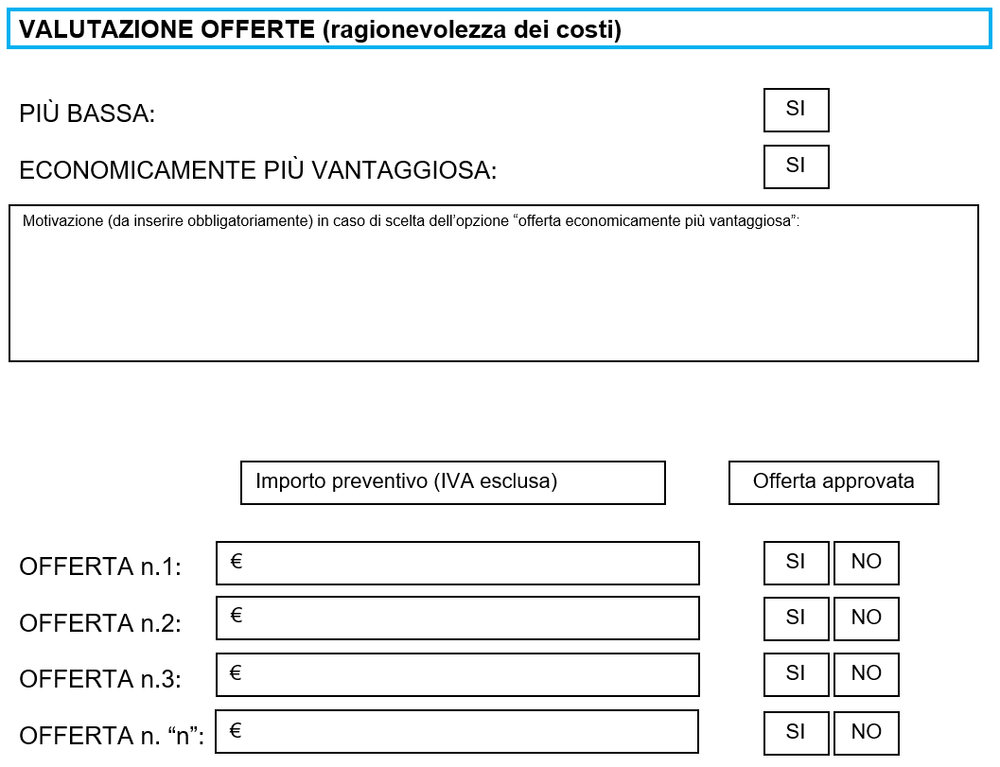 VALUTAZIONE OFFERTE (ragionevolezza dei costi)
PIÙ BASSA: SI
ECONOMICAMENTE PIÙ VANTAGGIOSA: SI
Motivazione (da inserire obbligatoriamente) in caso di scelta dell’opzione “offerta economicamente più vantaggiosa”:
Importo preventivo (IVA esclusa) Offerta approvata
OFFERTA n.1: € SI NO
OFFERTA n.2: € SI NO
OFFERTA n.3: € SI NO
OFFERTA n. “n”: € SI NO